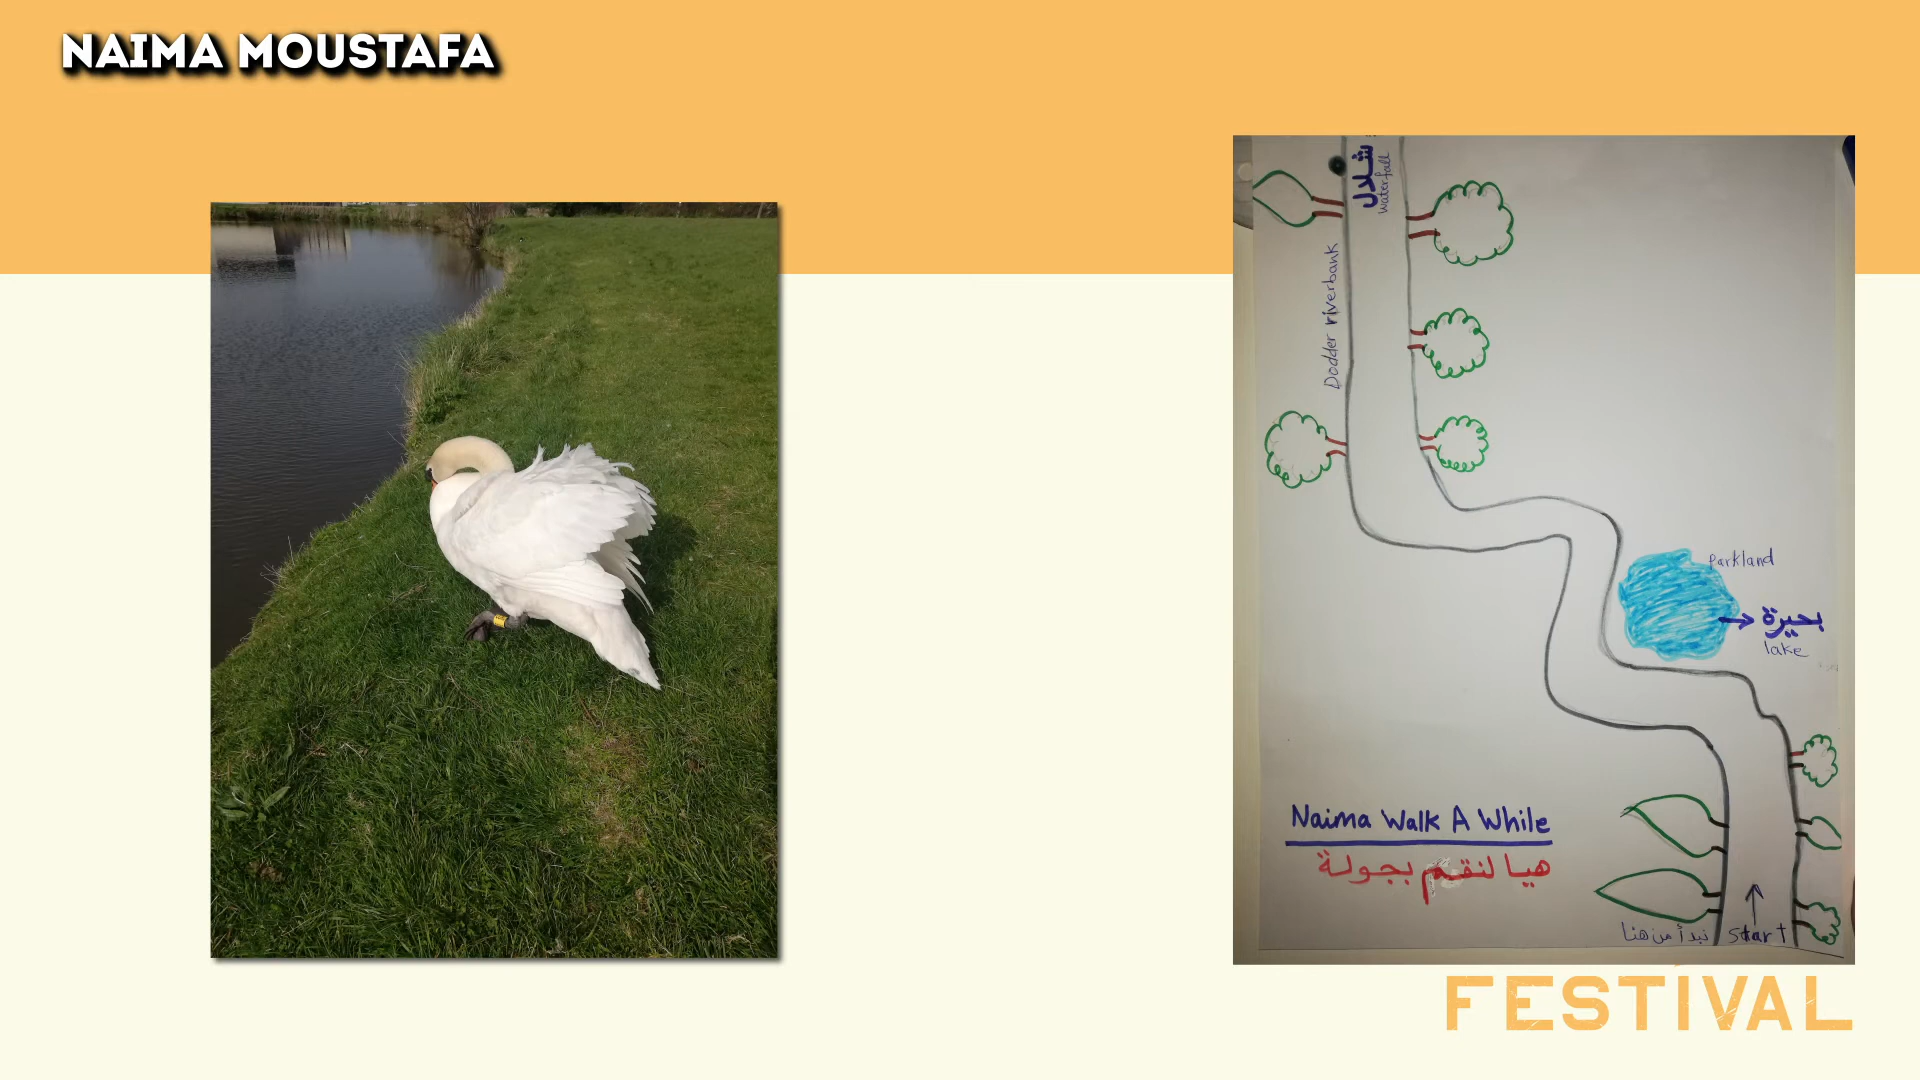 NAIMA MOUSTAFA
شلال
Waterfall
Dodder riverbank
Parkland
بحيرة
lake
Naima Walk A While
هيا لنقم بجولة
نبدأ من هنا
Start
FESTIVAL